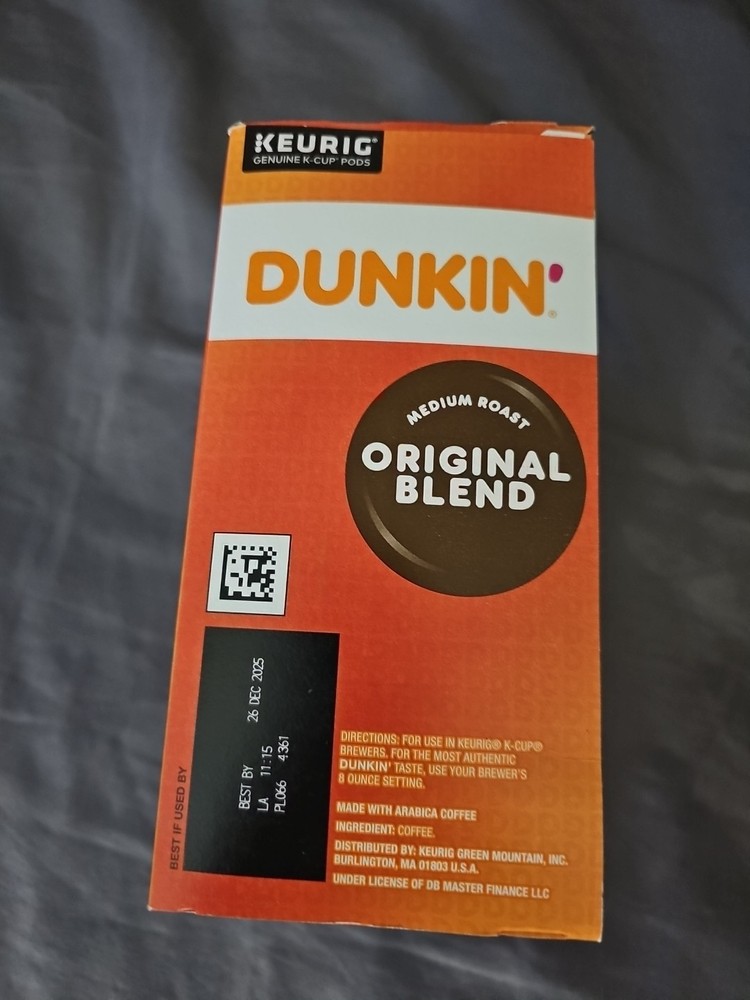 KEURIG®
GENUINE K-CUP® PODS
DUNKIN'®
MEDIUM ROAST
ORIGINAL
BLEND
BEST IF USED BY
BEST BY 26 DEC 2025
LA 11:15
PL066 4361
DIRECTIONS: FOR USE IN KEURIG® K-CUP®
BREWERS. FOR THE MOST AUTHENTIC
DUNKIN' TASTE, USE YOUR BREWER'S
8 OUNCE SETTING.
MADE WITH ARABICA COFFEE
INGREDIENT: COFFEE.
DISTRIBUTED BY: KEURIG GREEN MOUNTAIN, INC.
BURLINGTON, MA 01803 U.S.A.
UNDER LICENSE OF DB MASTER FINANCE LLC